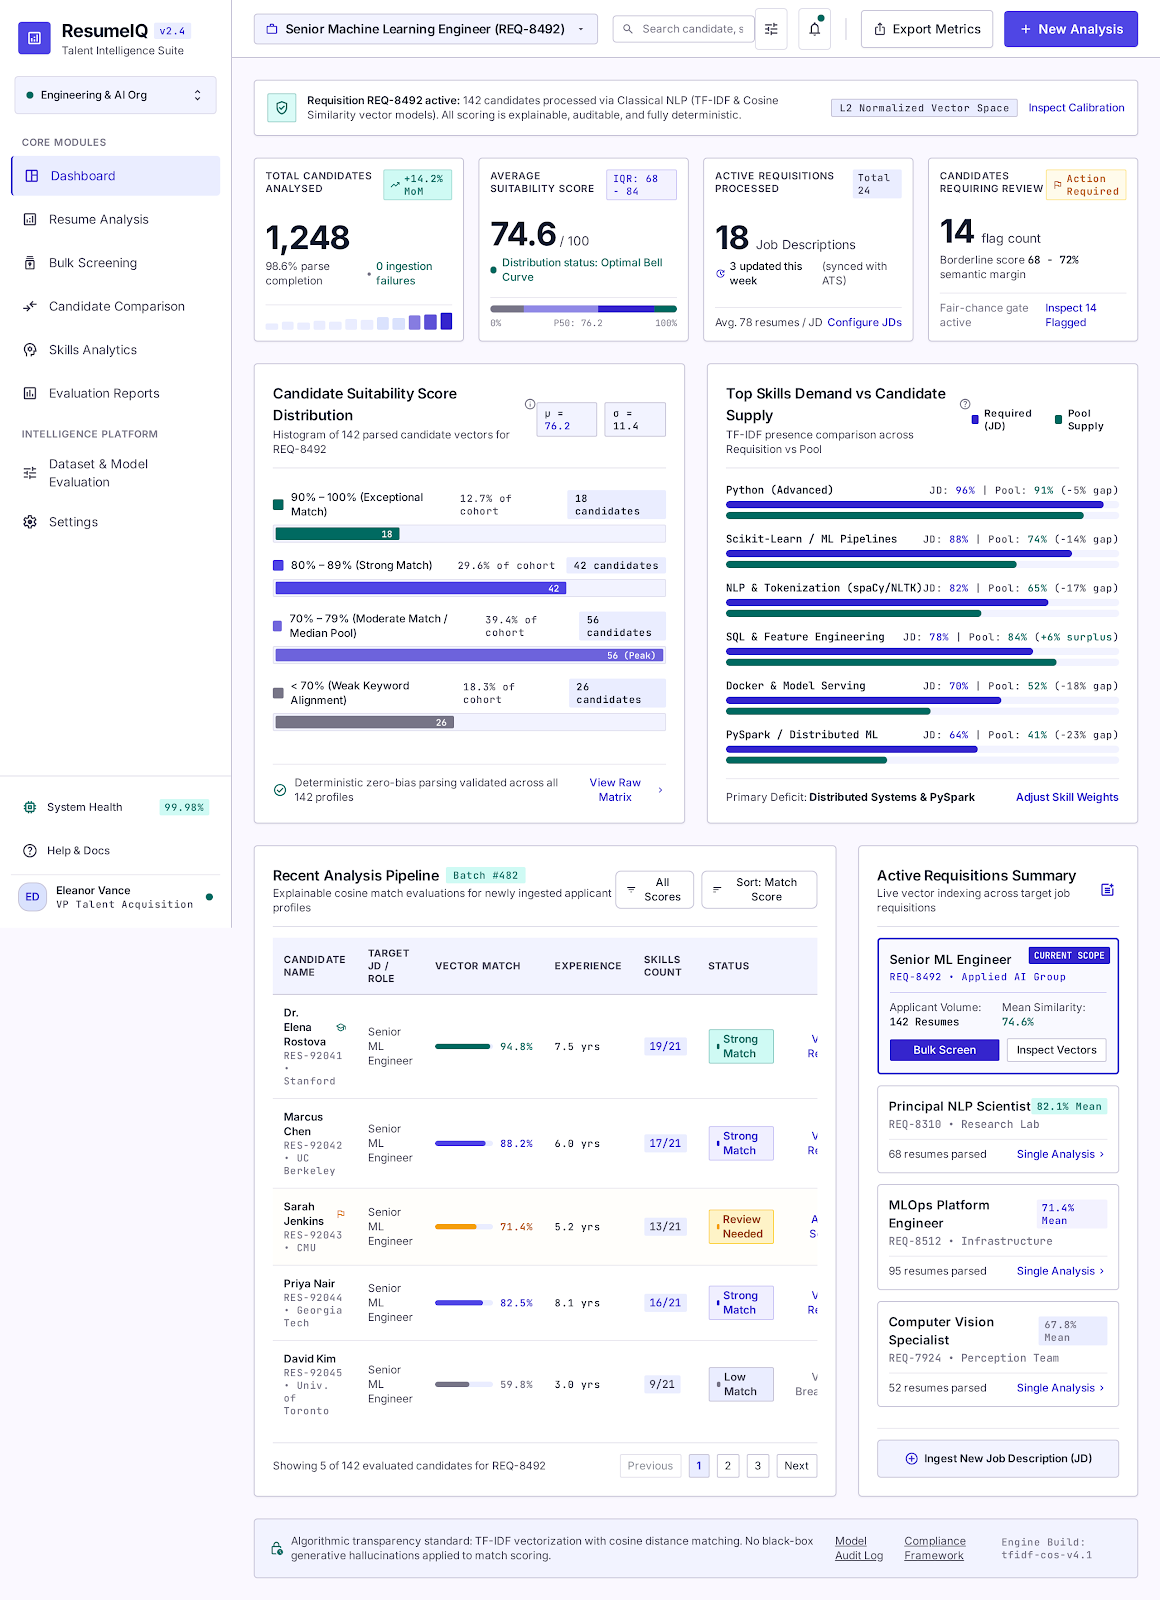 ResumeIQ v2.4
Talent Intelligence Suite
Engineering & AI Org
CORE MODULES
Dashboard
Resume Analysis
Bulk Screening
Candidate Comparison
Skills Analytics
Evaluation Reports
INTELLIGENCE PLATFORM
Dataset & Model
Evaluation
Settings
System Health 99.98%
Help & Docs
ED
Eleanor Vance
VP Talent Acquisition
Senior Machine Learning Engineer (REQ-8492)
Search candidate, s
Export Metrics
+ New Analysis
Requisition REQ-8492 active: 142 candidates processed via Classical NLP (TF-IDF & Cosine
Similarity vector models). All scoring is explainable, auditable, and fully deterministic.
L2 Normalized Vector Space
Inspect Calibration
TOTAL CANDIDATES
ANALYSED
+14.2%
MoM
1,248
98.6% parse
completion
• 0 ingestion
failures
AVERAGE
SUITABILITY SCORE
IQR: 68
- 84
74.6 / 100
Distribution status: Optimal Bell
Curve
0% P50: 76.2 100%
ACTIVE REQUISITIONS
PROCESSED
Total
24
18 Job Descriptions
3 updated this
week
(synced with
ATS)
Avg. 78 resumes / JD Configure JDs
CANDIDATES
REQUIRING REVIEW
Action
Required
14 flag count
Borderline score 68 - 72%
semantic margin
Fair-chance gate
active
Inspect 14
Flagged
Candidate Suitability Score
Distribution
Histogram of 142 parsed candidate vectors for
REQ-8492
μ =
76.2
σ =
11.4
90% – 100% (Exceptional
Match)
12.7% of
cohort
18
candidates
18
80% – 89% (Strong Match) 29.6% of cohort 42 candidates
42
70% – 79% (Moderate Match /
Median Pool)
39.4% of
cohort
56
candidates
56 (Peak)
< 70% (Weak Keyword
Alignment)
18.3% of
cohort
26
candidates
26
Deterministic zero-bias parsing validated across all
142 profiles
View Raw
Matrix
Top Skills Demand vs Candidate
Supply
TF-IDF presence comparison across
Requisition vs Pool
Required
(JD)
Pool
Supply
Python (Advanced) JD: 96% | Pool: 91% (-5% gap)
Scikit-Learn / ML Pipelines JD: 88% | Pool: 74% (-14% gap)
NLP & Tokenization (spaCy/NLTK) JD: 82% | Pool: 65% (-17% gap)
SQL & Feature Engineering JD: 78% | Pool: 84% (+6% surplus)
Docker & Model Serving JD: 70% | Pool: 52% (-18% gap)
PySpark / Distributed ML JD: 64% | Pool: 41% (-23% gap)
Primary Deficit: Distributed Systems & PySpark Adjust Skill Weights
Recent Analysis Pipeline Batch #482
Explainable cosine match evaluations for newly ingested applicant
profiles
All
Scores
Sort: Match
Score
CANDIDATE
NAME
TARGET
JD /
ROLE
VECTOR MATCH
EXPERIENCE
SKILLS
COUNT
STATUS
Dr.
Elena
Rostova
RES-92041
•
Stanford
Senior
ML
Engineer
94.8%
7.5 yrs
19/21
Strong
Match
V
Re
Marcus
Chen
RES-92042
• UC
Berkeley
Senior
ML
Engineer
88.2%
6.0 yrs
17/21
Strong
Match
V
Re
Sarah
Jenkins
RES-92043
• CMU
Senior
ML
Engineer
71.4%
5.2 yrs
13/21
Review
Needed
Priya Nair
RES-92044
• Georgia
Tech
Senior
ML
Engineer
82.5%
8.1 yrs
16/21
Strong
Match
V
Re
David Kim
RES-92045
• Univ.
of
Toronto
Senior
ML
Engineer
59.8%
3.0 yrs
9/21
Low
Match
V
Brea
Showing 5 of 142 evaluated candidates for REQ-8492
Previous 1 2 3 Next
Active Requisitions Summary
Live vector indexing across target job
requisitions
CURRENT SCOPE
Senior ML Engineer
REQ-8492 • Applied AI Group
Applicant Volume:
142 Resumes
Mean Similarity:
74.6%
Bulk Screen Inspect Vectors
Principal NLP Scientist 82.1% Mean
REQ-8310 • Research Lab
68 resumes parsed Single Analysis
MLOps Platform
Engineer
71.4%
Mean
REQ-8512 • Infrastructure
95 resumes parsed Single Analysis
Computer Vision
Specialist
67.8%
Mean
REQ-7924 • Perception Team
52 resumes parsed Single Analysis
Ingest New Job Description (JD)
Algorithmic transparency standard: TF-IDF vectorization with cosine distance matching. No black-box
generative hallucinations applied to match scoring.
Model
Audit Log
Compliance
Framework
Engine Build:
tfidf-cos-v4.1